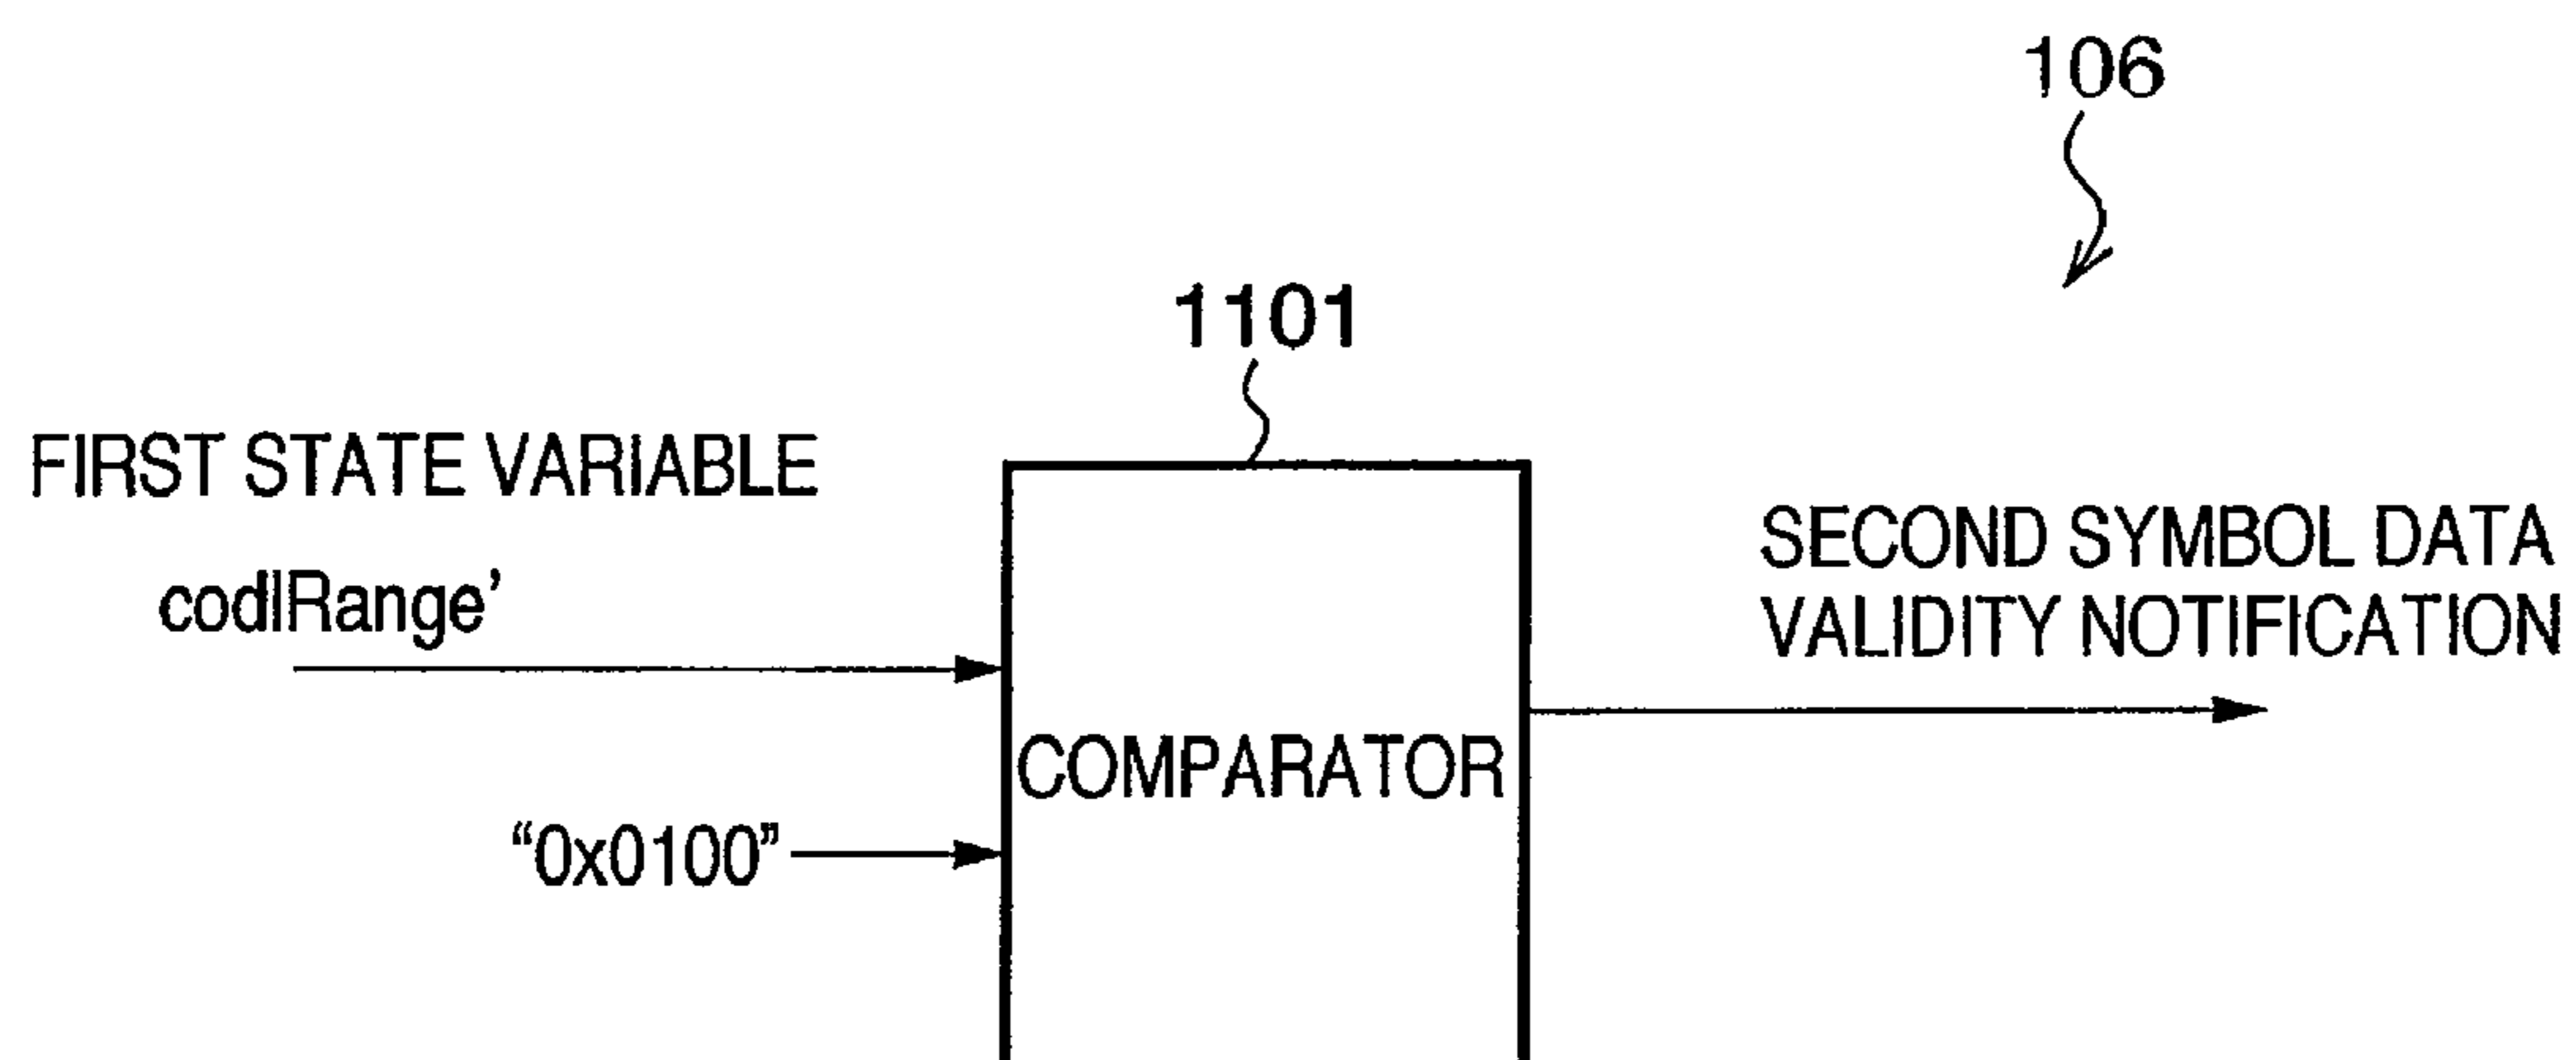 106
1101
FIRST STATE VARIABLE
codIRange’
SECOND SYMBOL DATA
VALIDITY NOTIFICATION
COMPARATOR
“0x0100”